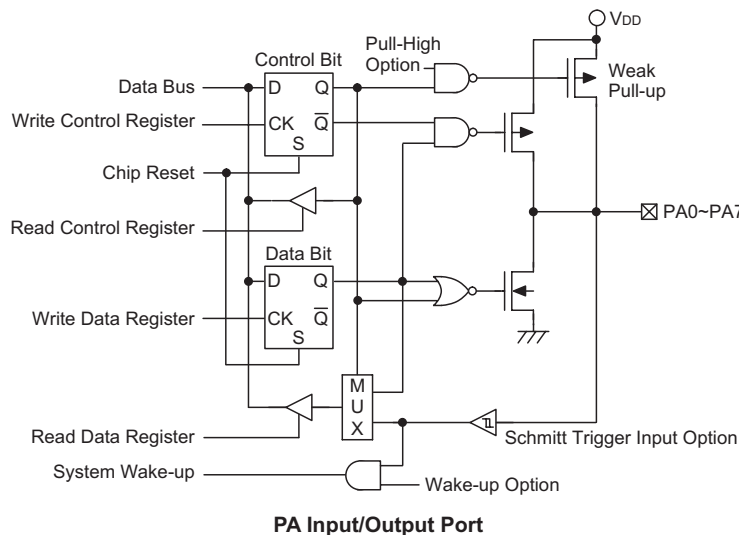 VDD
Control Bit
Pull-High
Option
Data Bus
D
Q
Weak
Pull-up
Write Control Register
CK
Q
S
Chip Reset
PA0~PA7
Read Control Register
Data Bit
D
Q
Write Data Register
CK
Q
S
M
U
X
Schmitt Trigger Input Option
Read Data Register
System Wake-up
Wake-up Option
PA Input/Output Port